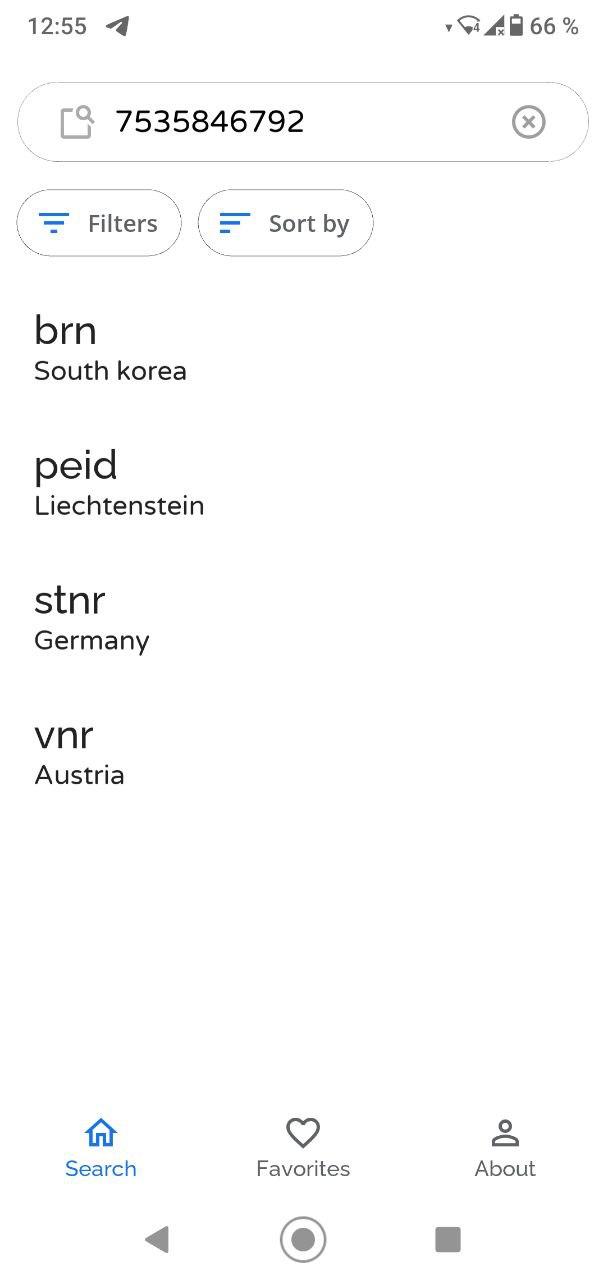 12:55 4 66 %
7535846792
Filters Sort by
brn
South korea
peid
Liechtenstein
stnr
Germany
vnr
Austria
Search Favorites About